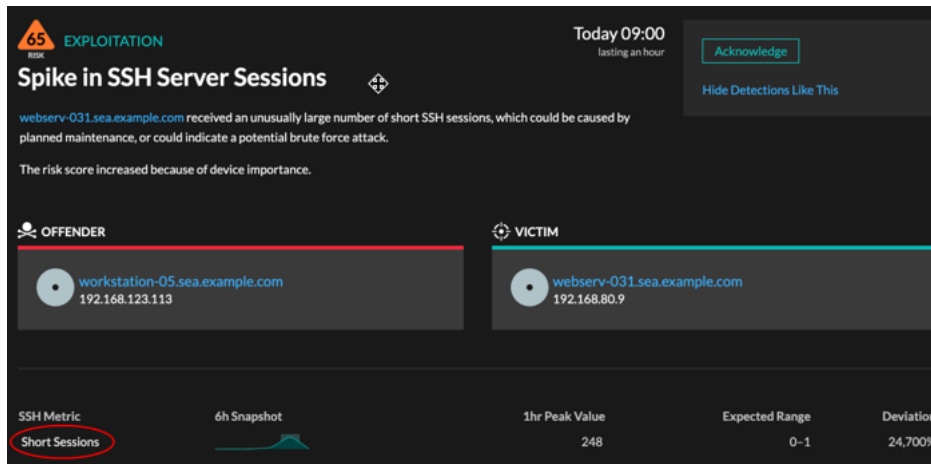 65
RISK
EXPLOITATION
Spike in SSH Server Sessions
Today 09:00
lasting an hour
Acknowledge
Hide Detections Like This
webserv-031.sea.example.com received an unusually large number of short SSH sessions, which could be caused by
planned maintenance, or could indicate a potential brute force attack.
The risk score increased because of device importance.
OFFENDER
workstation-05.sea.example.com
192.168.123.113
VICTIM
webserv-031.sea.example.com
192.168.80.9
SSH Metric 6h Snapshot 1hr Peak Value Expected Range Deviation
Short Sessions 248 0–1 24,700%